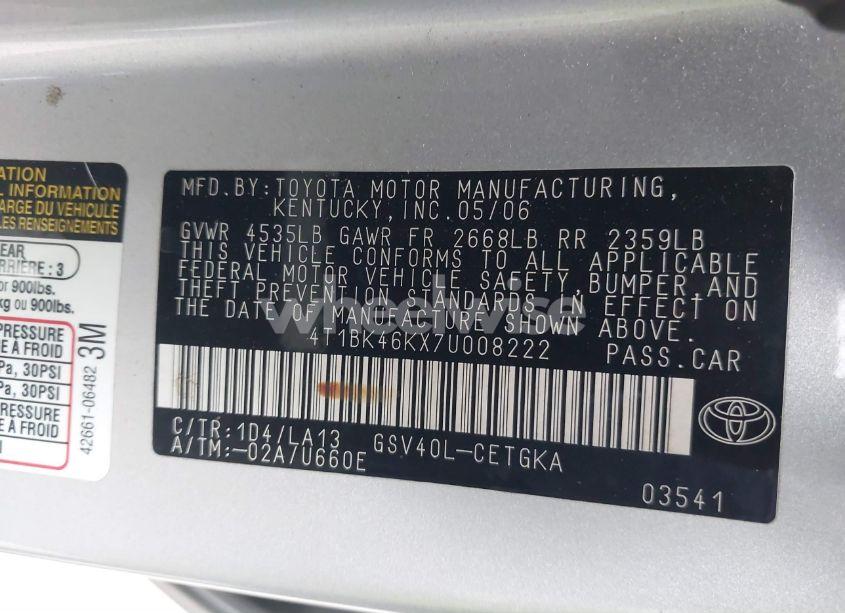 ATION
L INFORMATION
ARGE DU VEHICULE
LES RENSEIGNEMENTS
EAR
ARRIÈRE : 3
or 900lbs.
kg ou 900lbs.
PRESSURE
E À FROID
Pa, 30PSI
Pa, 30PSI
PRESSURE
E À FROID
42661-06482 3M
MFD.BY:TOYOTA MOTOR MANUFACTURING,
KENTUCKY,INC.05/06
GVWR 4535LB GAWR FR 2668LB RR 2359LB
THIS VEHICLE CONFORMS TO ALL APPLICABLE
FEDERAL MOTOR VEHICLE SAFETY,BUMPER,AND
THEFT PREVENTION STANDARDS IN EFFECT ON
THE DATE OF MANUFACTURE SHOWN ABOVE.
4T1BK46KX7U008222 PASS.CAR
C/TR:1D4/LA13 GSV40L-CETGKA
A/TM:-02A/U660E
03541
wheelwise